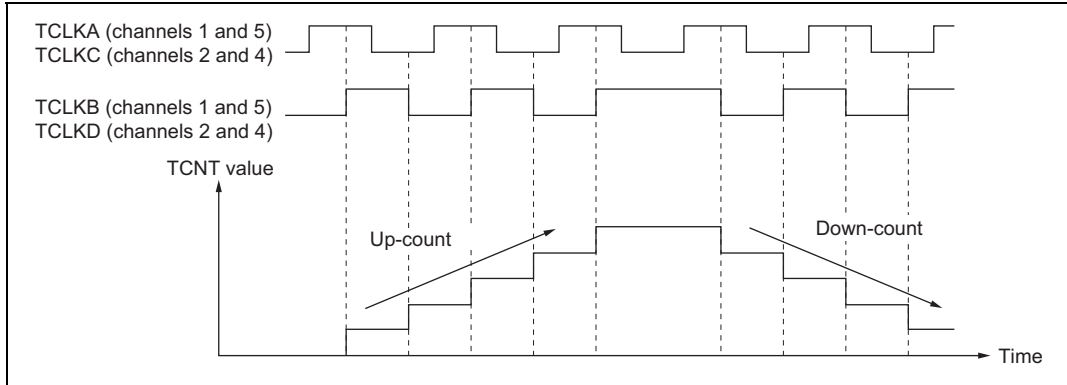 TCLKA (channels 1 and 5)
TCLKC (channels 2 and 4)
TCLKB (channels 1 and 5)
TCLKD (channels 2 and 4)
TCNT value
Up-count
Down-count
Time